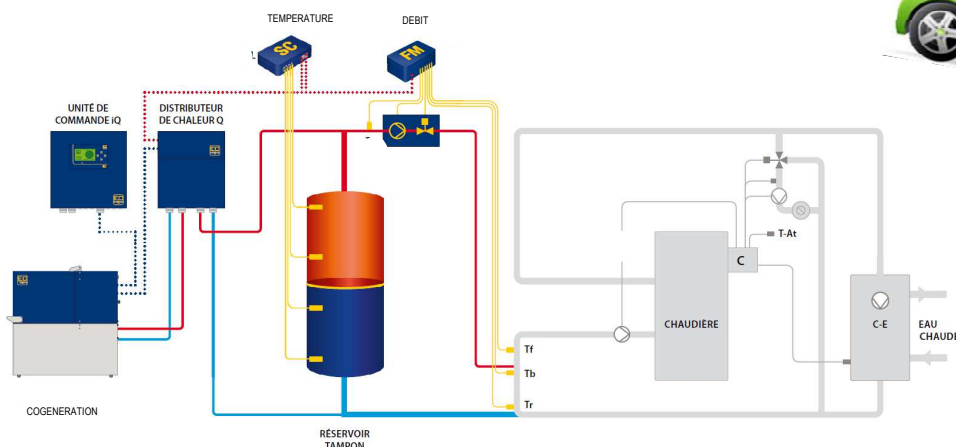 TEMPERATURE
DEBIT
SC
FM
UNITÉ DE
COMMANDE iQ
DISTRIBUTEUR
DE CHALEUR Q
T-At
C
CHAUDIÈRE
C-E
EAU
CHAUDE
Tf
Tb
Tr
COGENERATION
RÉSERVOIR
TAMPON